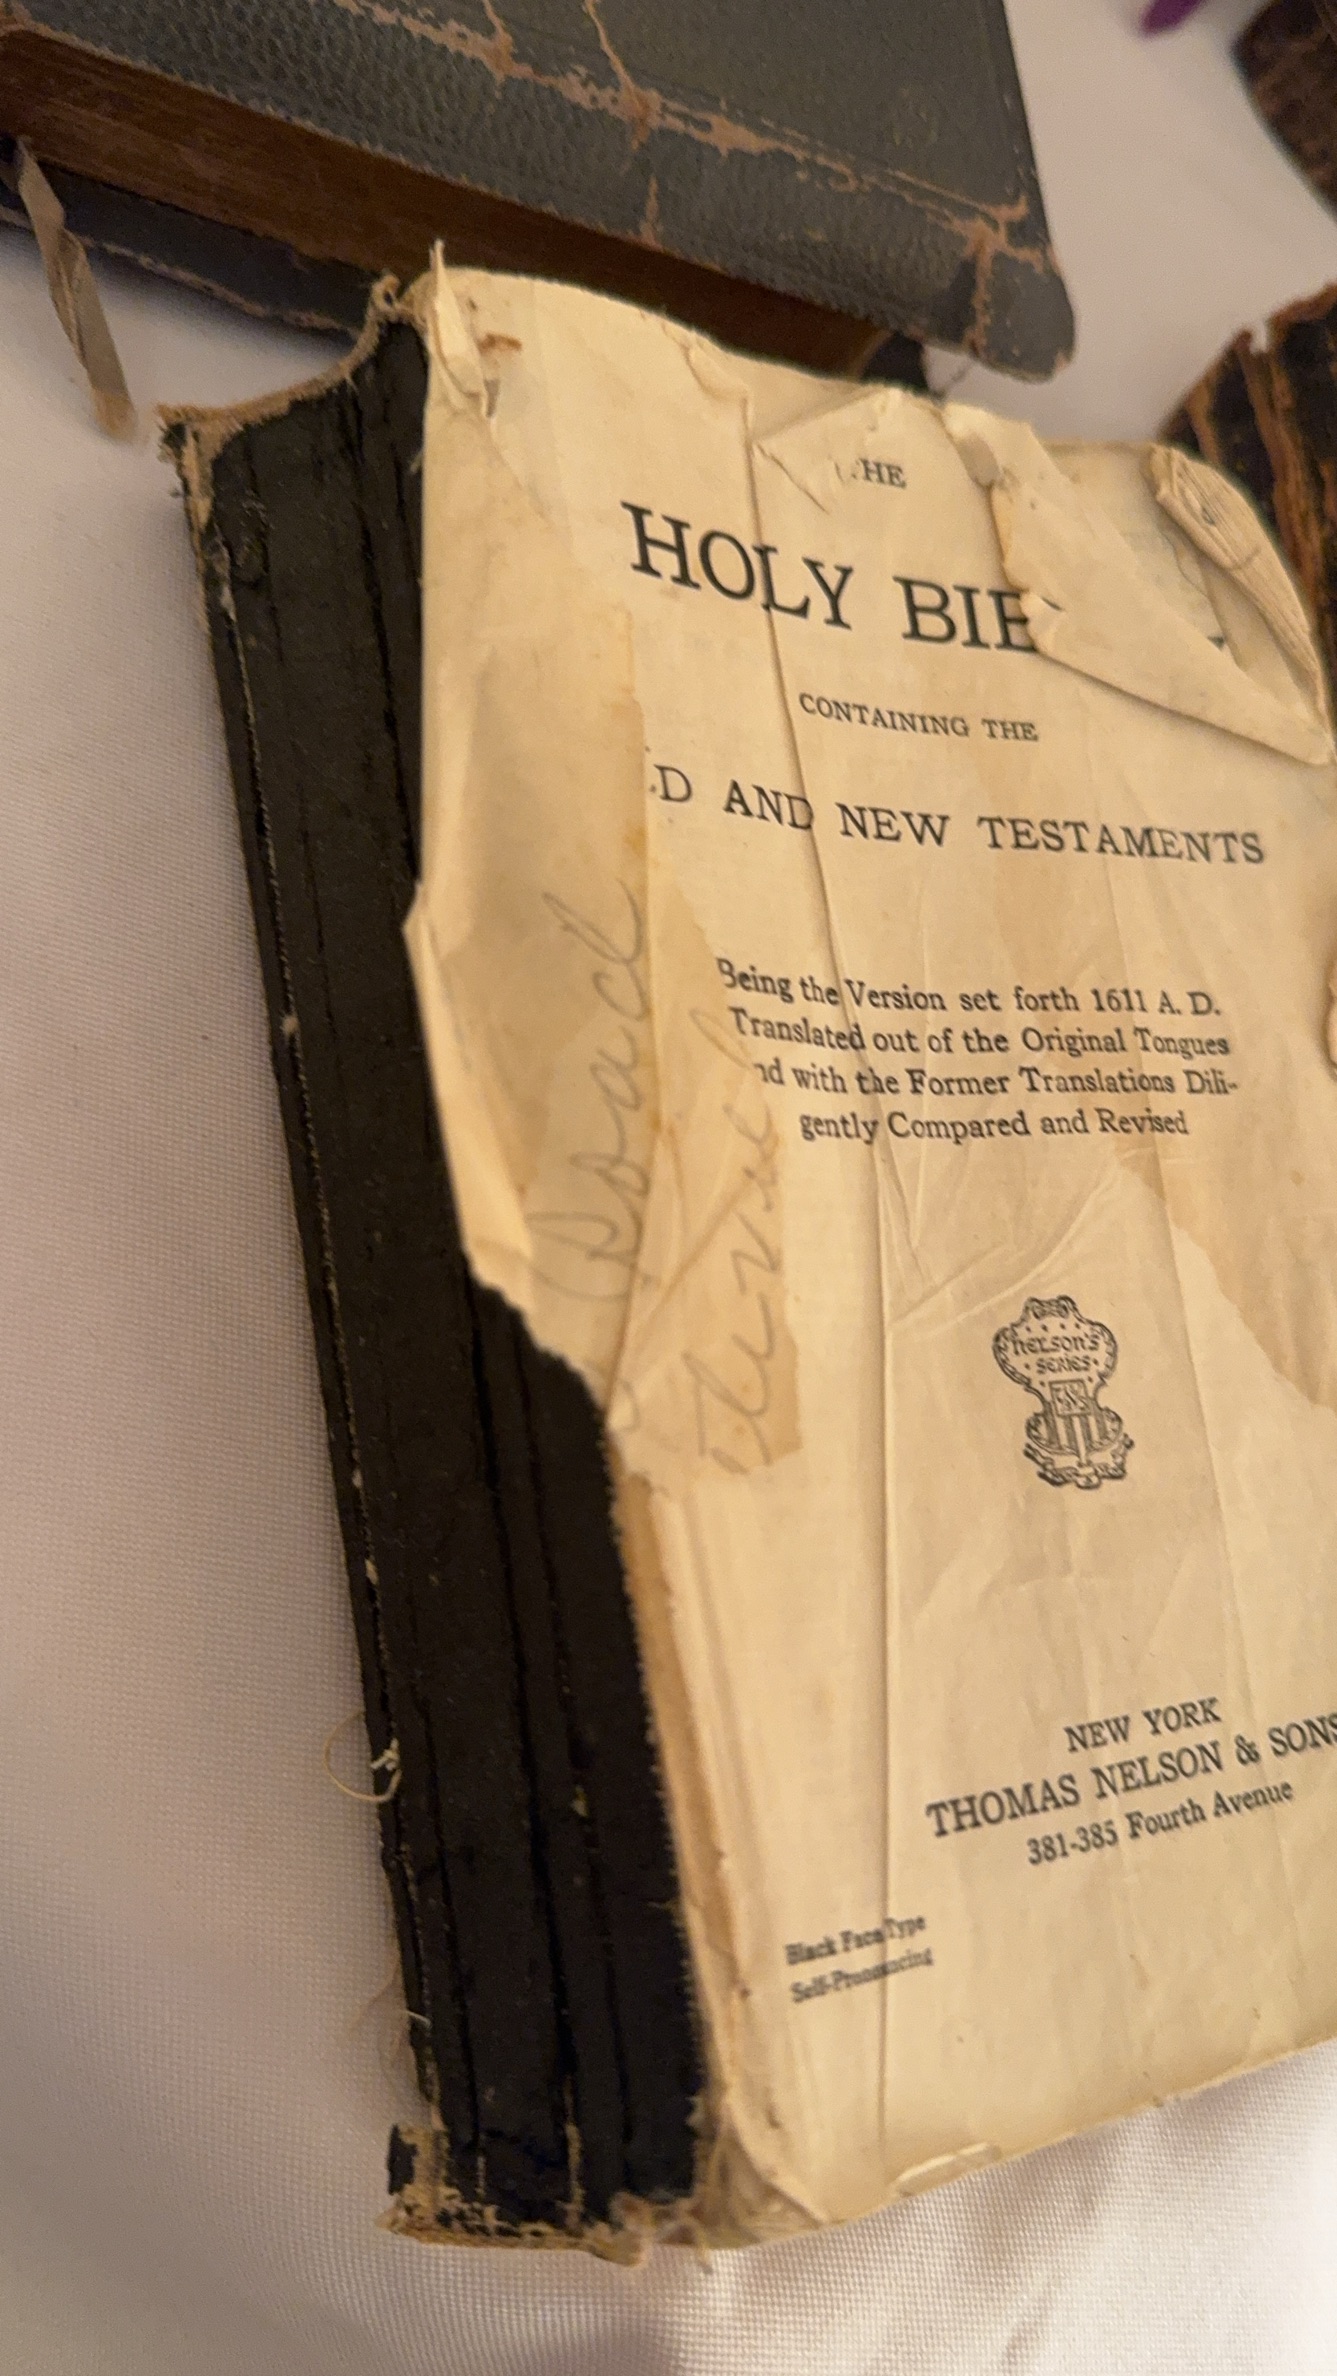 HE
HOLY BIB
CONTAINING THE
D AND NEW TESTAMENTS
Being the Version set forth 1611 A. D.
Translated out of the Original Tongues
nd with the Former Translations Dili-
gently Compared and Revised
NELSON'S
SERIES
NEW YORK
THOMAS NELSON & SONS
381-385 Fourth Avenue
Black Face Type
Self-Pronouncing